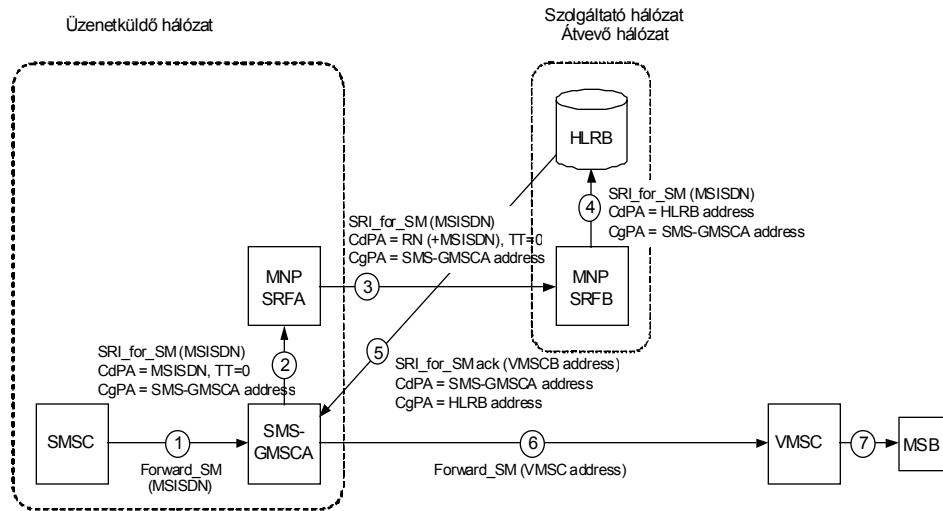 Üzenetküldő hálózat
Szolgáltató hálózat
Átvevő hálózat
HLRB
SRI_for_SM (MSISDN)
CdPA = HLRB address
CgPA = SMS-GMSCA address
4
SRI_for_SM (MSISDN)
CdPA = RN (+MSISDN), TT=0
CgPA = SMS-GMSCA address
MNP
SRFA
3
MNP
SRFB
SRI_for_SM (MSISDN)
CdPA = MSISDN, TT=0
CgPA = SMS-GMSCA address
2
5
SRI_for_SM ack (VMSCB address)
CdPA = SMS-GMSCA address
CgPA = HLRB address
SMSC
1
Forward_SM
(MSISDN)
SMS-
GMSCA
6
Forward_SM (VMSC address)
VMSC
7
MSB